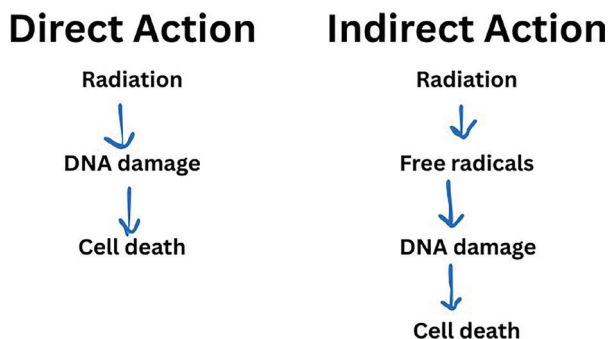 Direct Action
Radiation
DNA damage
Cell death
Indirect Action
Radiation
Free radicals
DNA damage
Cell death